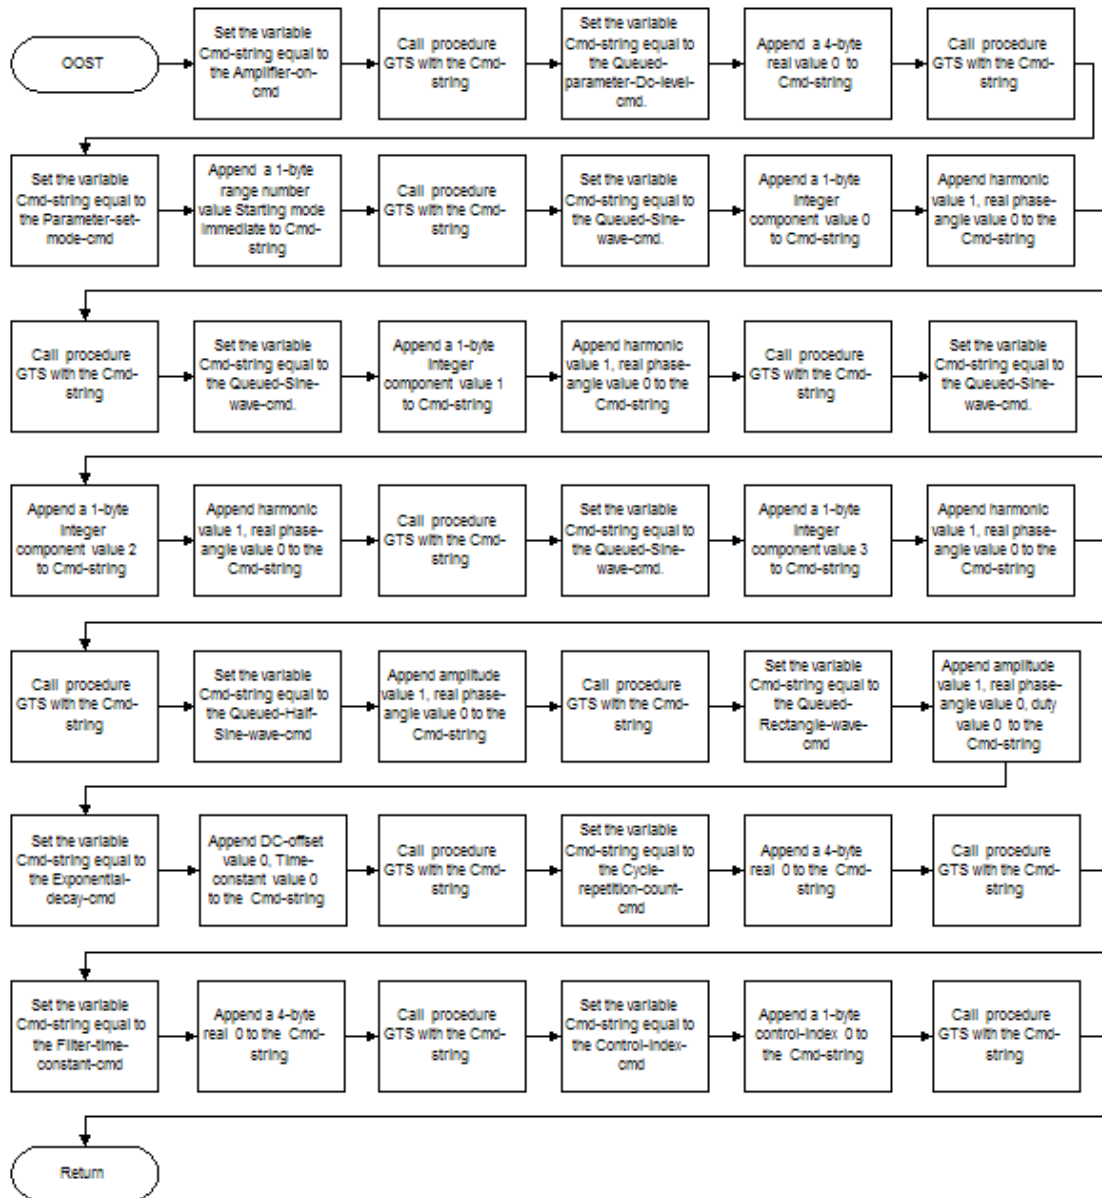 OOST
Set the variable
Cmd-string equal to
the Amplifier-on-
cmd
Call procedure
GTS with the Cmd-
string
Set the variable
Cmd-string equal to
the Queued-
parameter-Dc-level-
cmd.
Append a 4-byte
real value 0 to
Cmd-string
Call procedure
GTS with the Cmd-
string
Set the variable
Cmd-string equal to
the Parameter-set-
mode-cmd
Append a 1-byte
range number
value Starting mode
immediate to Cmd-
string
Call procedure
GTS with the Cmd-
string
Set the variable
Cmd-string equal to
the Queued-Sine-
wave-cmd.
Append a 1-byte
integer
component value 0
to Cmd-string
Append harmonic
value 1, real phase-
angle value 0 to the
Cmd-string
Call procedure
GTS with the Cmd-
string
Set the variable
Cmd-string equal to
the Queued-Sine-
wave-cmd.
Append a 1-byte
integer
component value 1
to Cmd-string
Append harmonic
value 1, real phase-
angle value 0 to the
Cmd-string
Call procedure
GTS with the Cmd-
string
Set the variable
Cmd-string equal to
the Queued-Sine-
wave-cmd.
Append a 1-byte
integer
component value 2
to Cmd-string
Append harmonic
value 1, real phase-
angle value 0 to the
Cmd-string
Call procedure
GTS with the Cmd-
string
Set the variable
Cmd-string equal to
the Queued-Sine-
wave-cmd.
Append a 1-byte
integer
component value 3
to Cmd-string
Append harmonic
value 1, real phase-
angle value 0 to the
Cmd-string
Call procedure
GTS with the Cmd-
string
Set the variable
Cmd-string equal to
the Queued-Half-
Sine-wave-cmd
Append amplitude
value 1, real phase-
angle value 0 to the
Cmd-string
Call procedure
GTS with the Cmd-
string
Set the variable
Cmd-string equal to
the Queued-
Rectangle-wave-
cmd
Append amplitude
value 1, real phase-
angle value 0, duty
value 0 to the
Cmd-string
Set the variable
Cmd-string equal to
the Exponential-
decay-cmd
Append DC-offset
value 0, Time-
constant value 0
to the Cmd-string
Call procedure
GTS with the Cmd-
string
Set the variable
Cmd-string equal to
the Cycle-
repetition-count-
cmd
Append a 4-byte
real 0 to the Cmd-
string
Call procedure
GTS with the Cmd-
string
Set the variable
Cmd-string equal to
the Filter-time-
constant-cmd
Append a 4-byte
real 0 to the Cmd-
string
Call procedure
GTS with the Cmd-
string
Set the variable
Cmd-string equal to
the Control-index-
cmd
Append a 1-byte
control-index 0 to
the Cmd-string
Call procedure
GTS with the Cmd-
string
Return